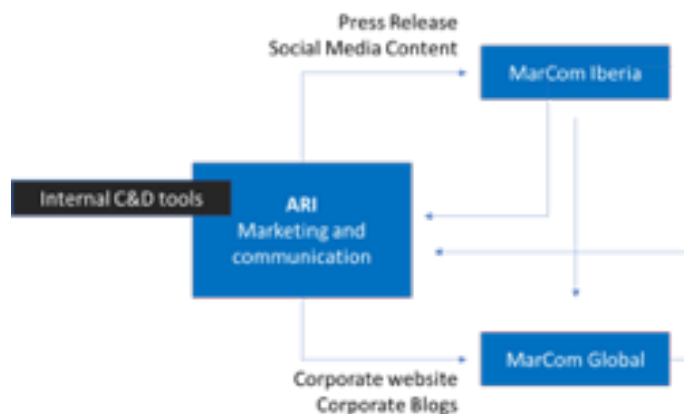 Press Release
Social Media Content
MarCom Iberia
Internal C&D tools
ARI
Marketing and
communication
MarCom Global
Corporate website
Corporate Blogs